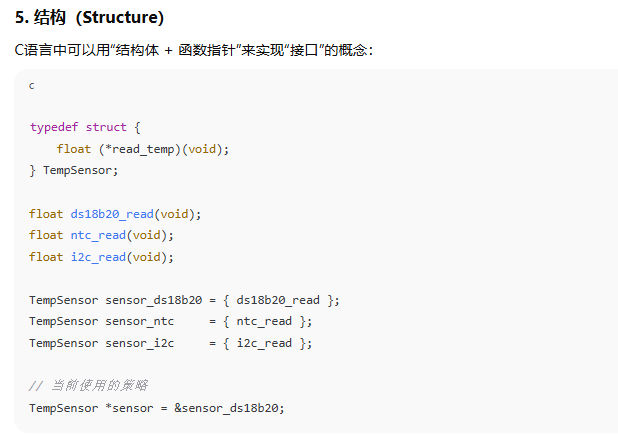 5. 结构（Structure）
C语言中可以用“结构体 + 函数指针”来实现“接口”的概念：
c
typedef struct {
    float (*read_temp)(void);
} TempSensor;
float ds18b20_read(void);
float ntc_read(void);
float i2c_read(void);
TempSensor sensor_ds18b20 = { ds18b20_read };
TempSensor sensor_ntc     = { ntc_read };
TempSensor sensor_i2c     = { i2c_read };
// 当前使用的策略
TempSensor *sensor = &sensor_ds18b20;